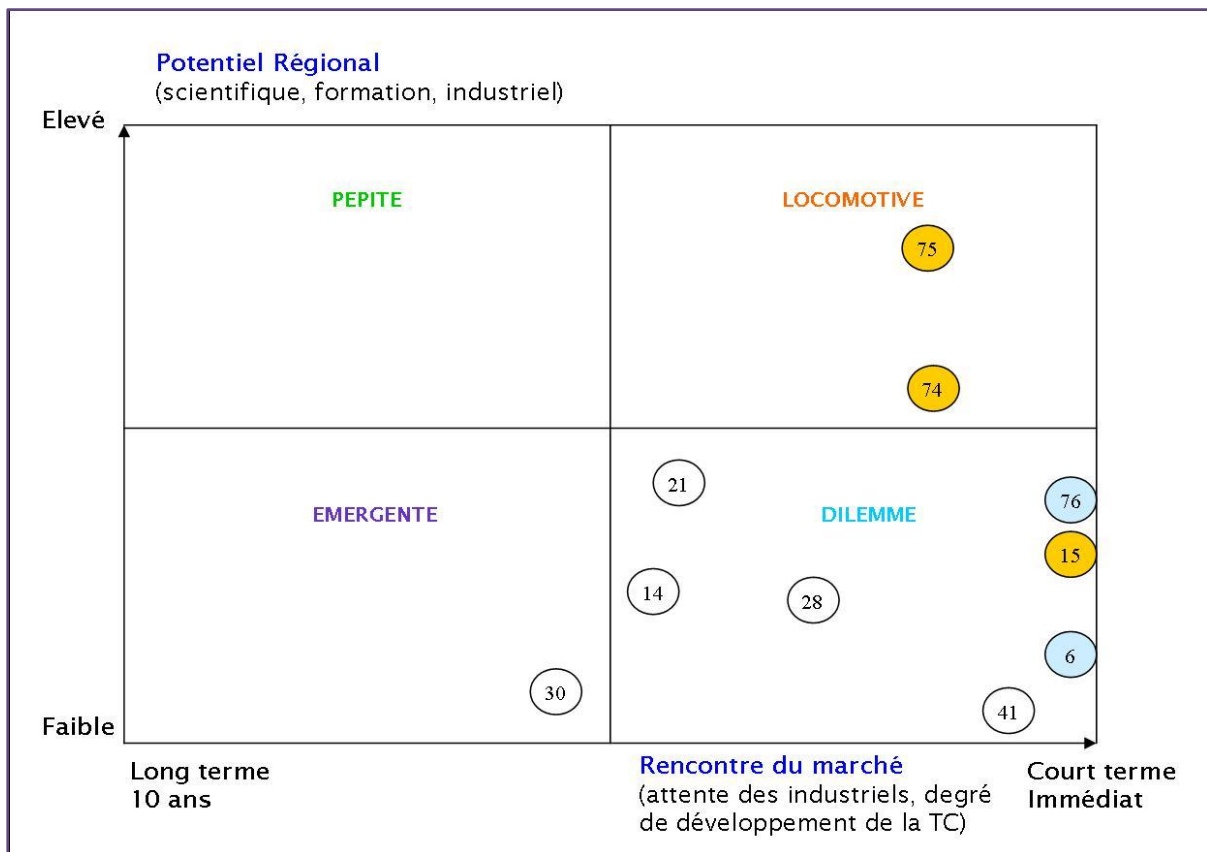 Potentiel Régional
(scientifique, formation, industriel)
Elevé
PEPITE
LOCOMOTIVE
75
74
21
EMERGENTE
DILEMME
76
15
14
28
6
30
41
Faible
Long terme
10 ans
Rencontre du marché
(attente des industriels, degré
de développement de la TC)
Court terme
Immédiat